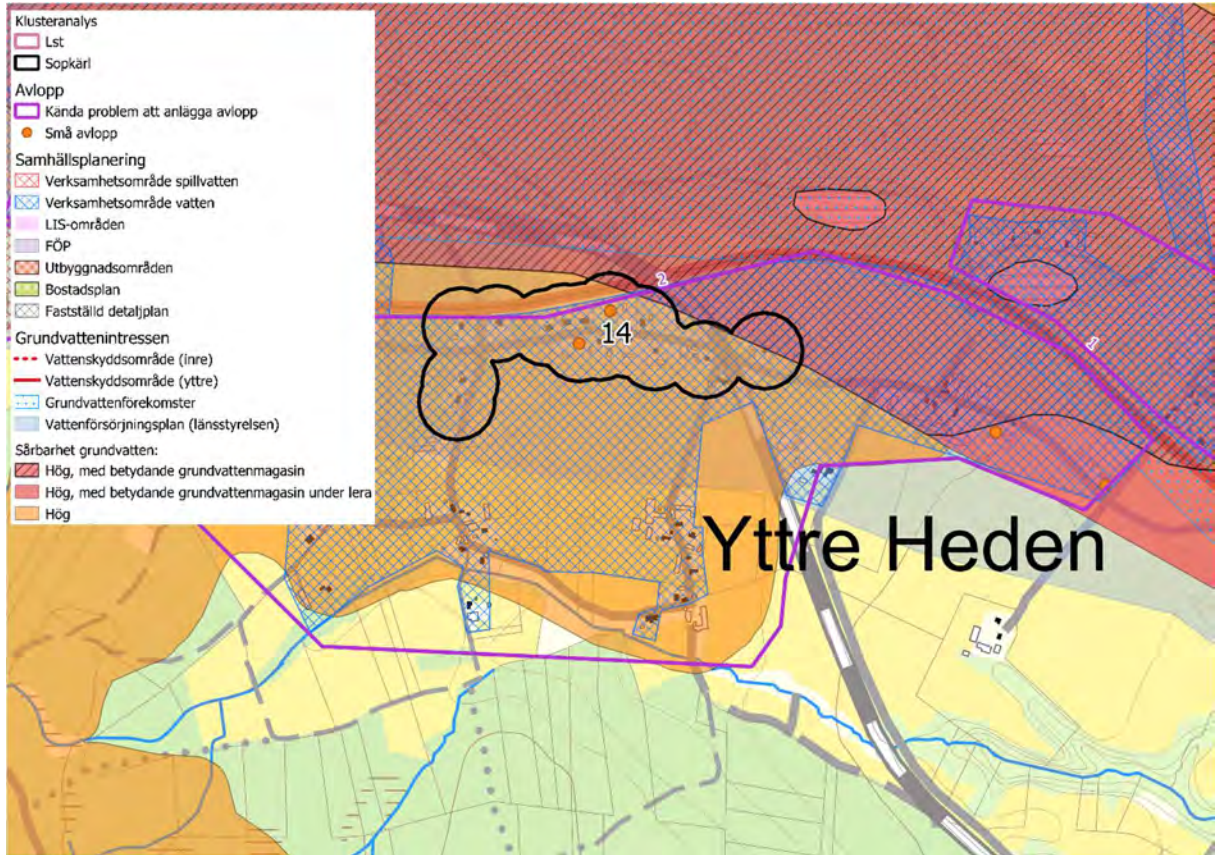 Klusteranalys
Lst
Sopkärl
Avlopp
Kända problem att anlägga avlopp
Små avlopp
Samhällsplanering
Verksamhetsområde spillvatten
Verksamhetsområde vatten
LIS-områden
FÖP
Utbyggnadsområden
Bostadsplan
Fastställd detaljplan
Grundvattenintressen
Vattenskyddsområde (inre)
Vattenskyddsområde (yttre)
Grundvattenförekomster
Vattenförsörjningsplan (länsstyrelsen)
Sårbarhet grundvatten:
Hög, med betydande grundvattenmagasin
Hög, med betydande grundvattenmagasin under lera
Hög
2
14
1
Yttre Heden